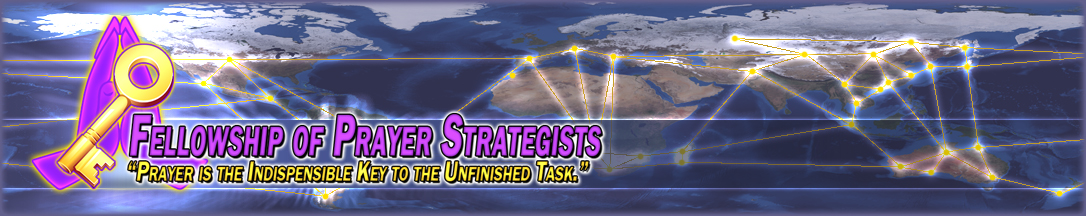 Fellowship of Prayer Strategists
“Prayer is the Indispensible Key to the Unfinished Task.”